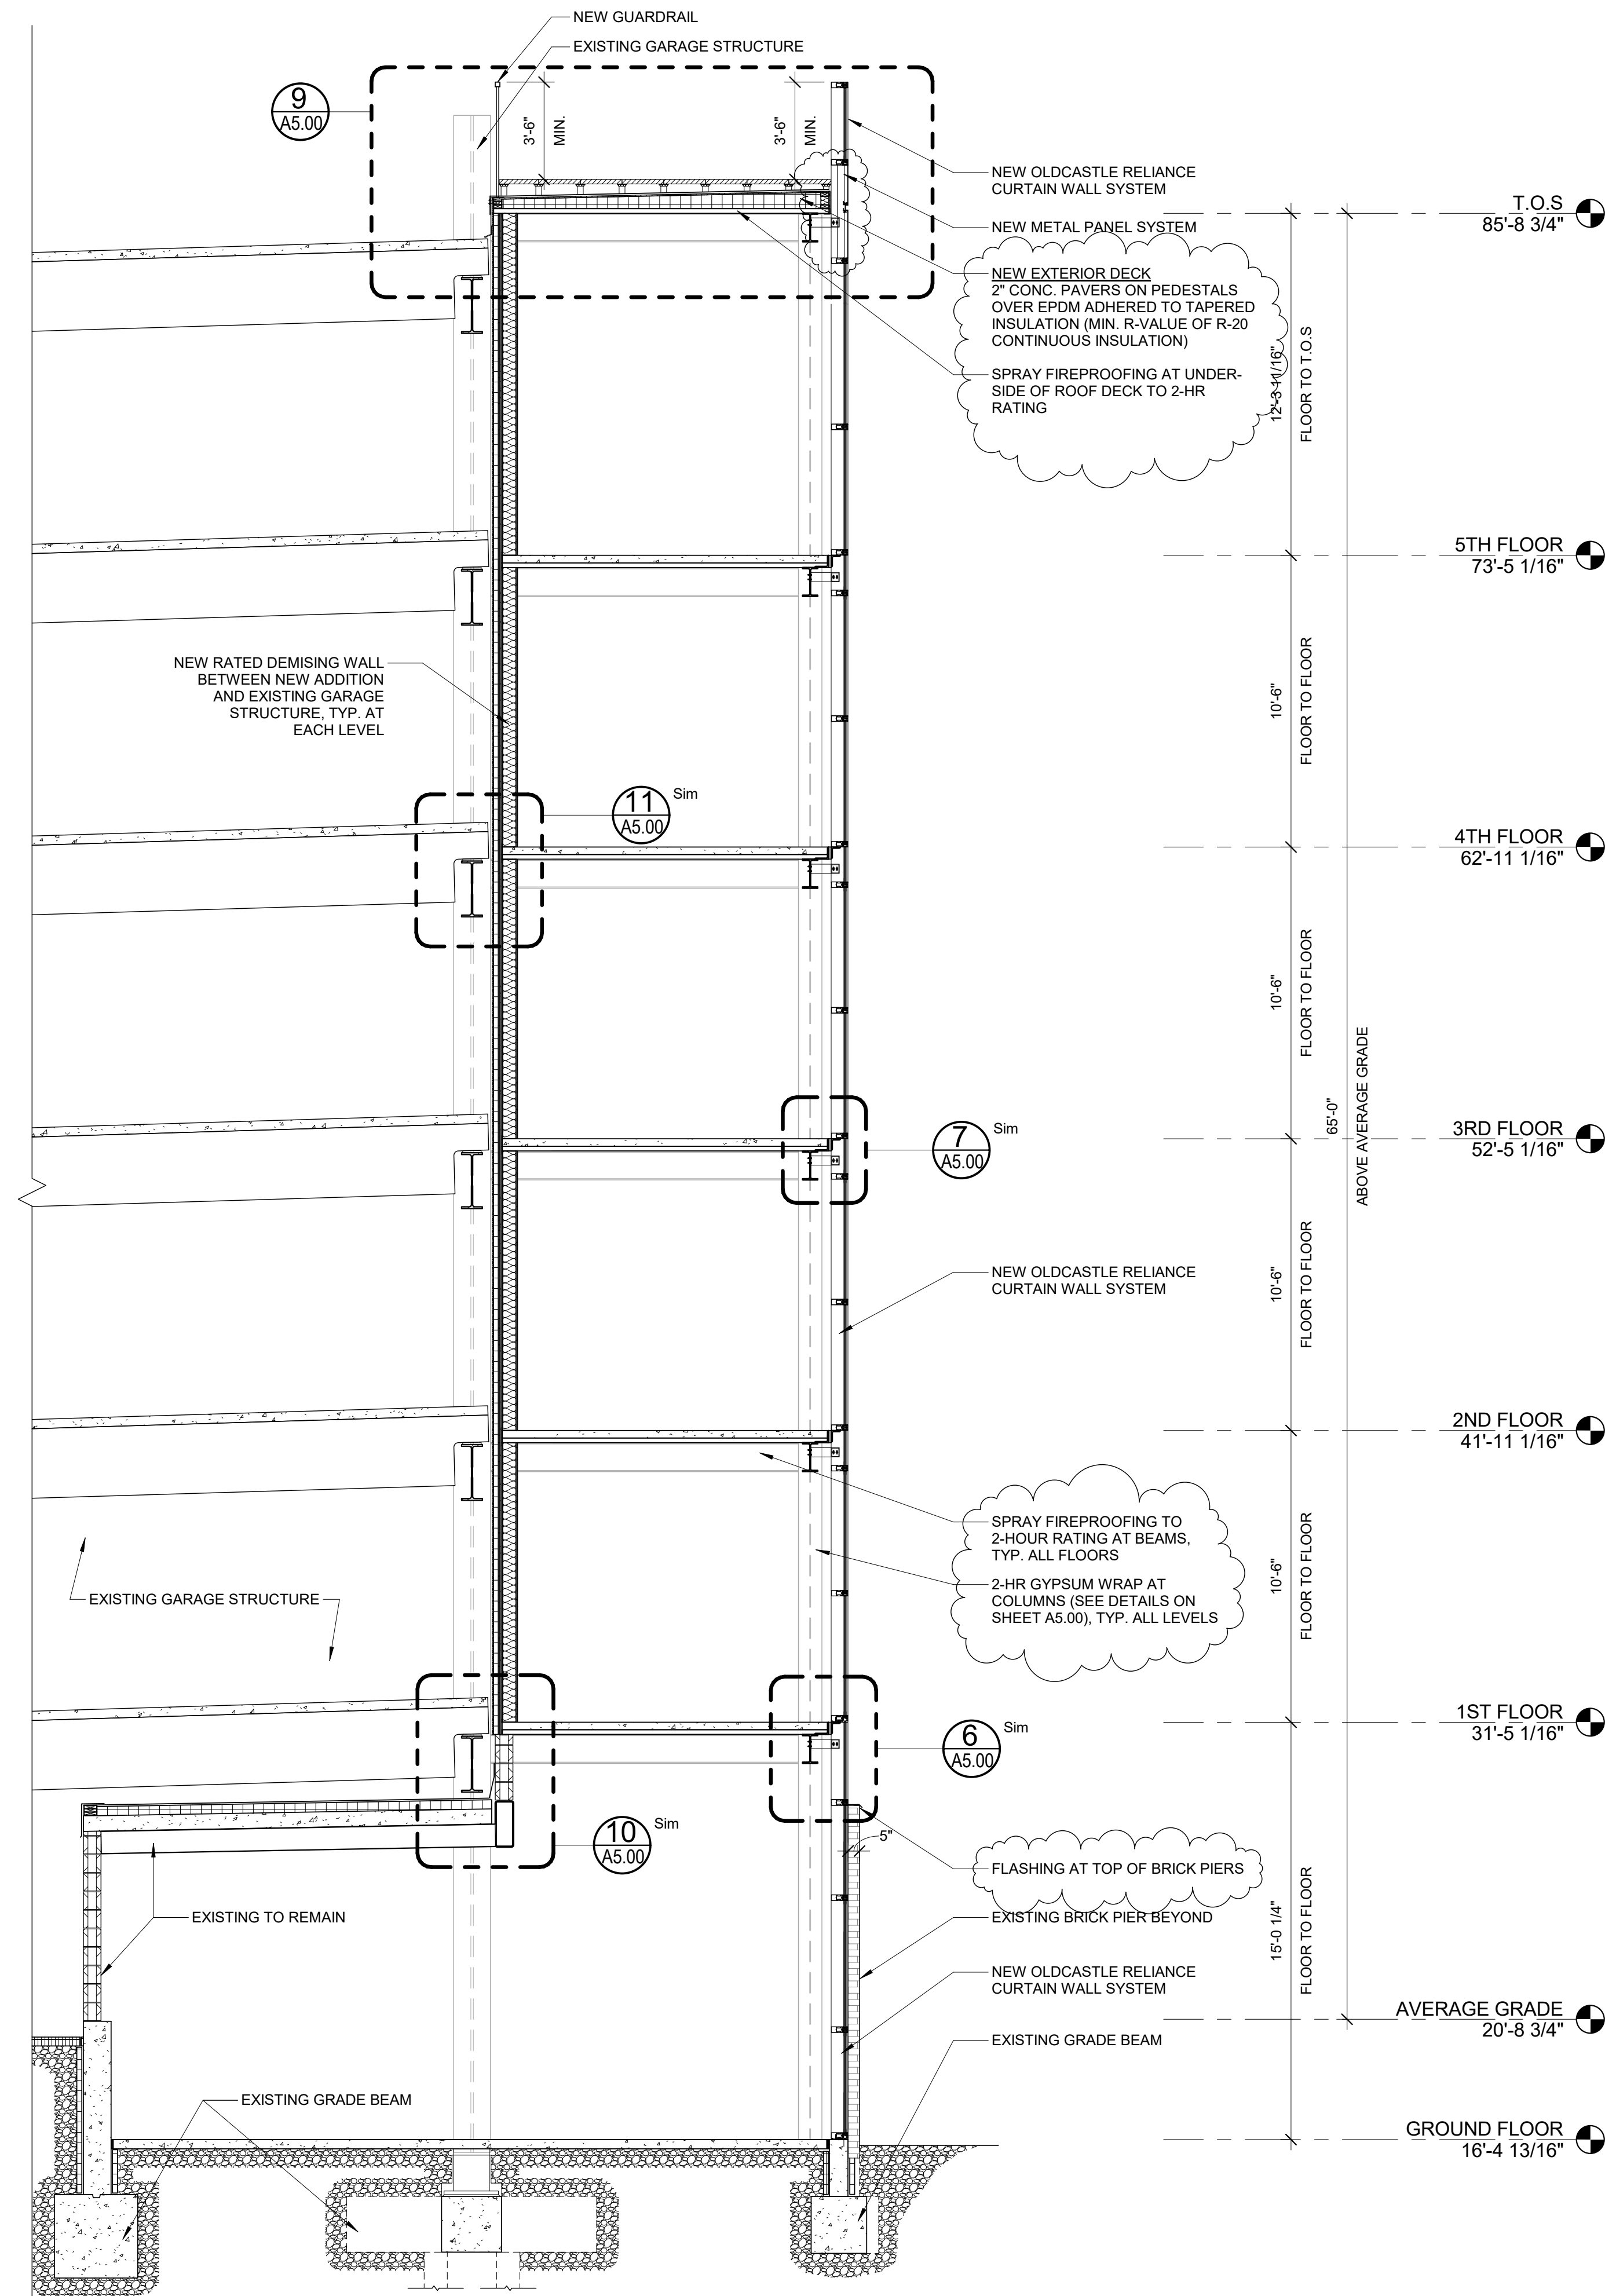 NEW GUARDRAIL
EXISTING GARAGE STRUCTURE
9
A5.00
3'-6"
MIN.
3'-6"
MIN.
NEW OLDCASTLE RELIANCE
CURTAIN WALL SYSTEM
NEW METAL PANEL SYSTEM
T.O.S
85'-8 3/4"
NEW EXTERIOR DECK
2" CONC. PAVERS ON PEDESTALS
OVER EPDM ADHERED TO TAPERED
INSULATION (MIN. R-VALUE OF R-20
CONTINUOUS INSULATION)
SPRAY FIREPROOFING AT UNDER-
SIDE OF ROOF DECK TO 2-HR
RATING
12'-3 11/16"
FLOOR TO T.O.S
5TH FLOOR
73'-5 1/16"
NEW RATED DEMISING WALL
BETWEEN NEW ADDITION
AND EXISTING GARAGE
STRUCTURE, TYP. AT
EACH LEVEL
10'-6"
FLOOR TO FLOOR
11
A5.00
Sim
4TH FLOOR
62'-11 1/16"
10'-6"
FLOOR TO FLOOR
65'-0"
ABOVE AVERAGE GRADE
7
A5.00
Sim
3RD FLOOR
52'-5 1/16"
NEW OLDCASTLE RELIANCE
CURTAIN WALL SYSTEM
10'-6"
FLOOR TO FLOOR
2ND FLOOR
41'-11 1/16"
SPRAY FIREPROOFING TO
2-HOUR RATING AT BEAMS,
TYP. ALL FLOORS
2-HR GYPSUM WRAP AT
COLUMNS (SEE DETAILS ON
SHEET A5.00), TYP. ALL LEVELS
10'-6"
FLOOR TO FLOOR
EXISTING GARAGE STRUCTURE
1ST FLOOR
31'-5 1/16"
6
A5.00
Sim
10
A5.00
Sim
5"
FLASHING AT TOP OF BRICK PIERS
EXISTING TO REMAIN
EXISTING BRICK PIER BEYOND
15'-0 1/4"
FLOOR TO FLOOR
NEW OLDCASTLE RELIANCE
CURTAIN WALL SYSTEM
AVERAGE GRADE
20'-8 3/4"
EXISTING GRADE BEAM
EXISTING GRADE BEAM
GROUND FLOOR
16'-4 13/16"